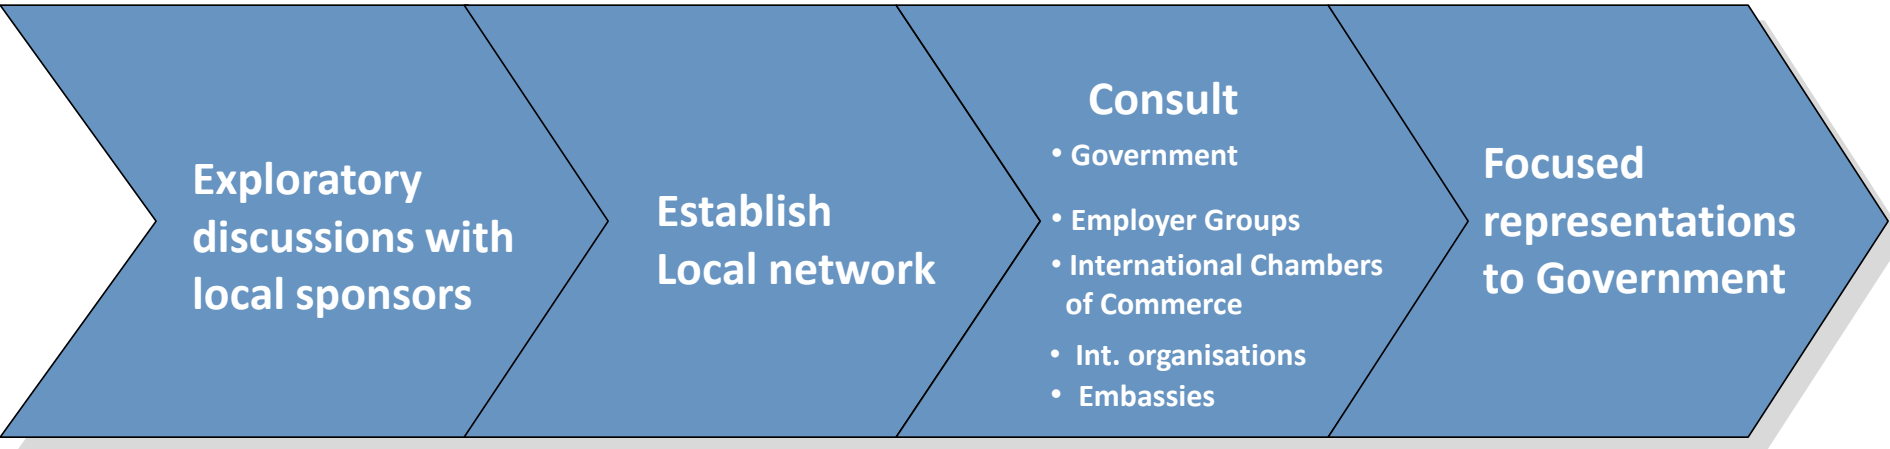 Exploratory
discussions with
local sponsors
Establish
Local network
Consult
• Government
• Employer Groups
• International Chambers
of Commerce
• Int. organisations
• Embassies
Focused
representations
to Government